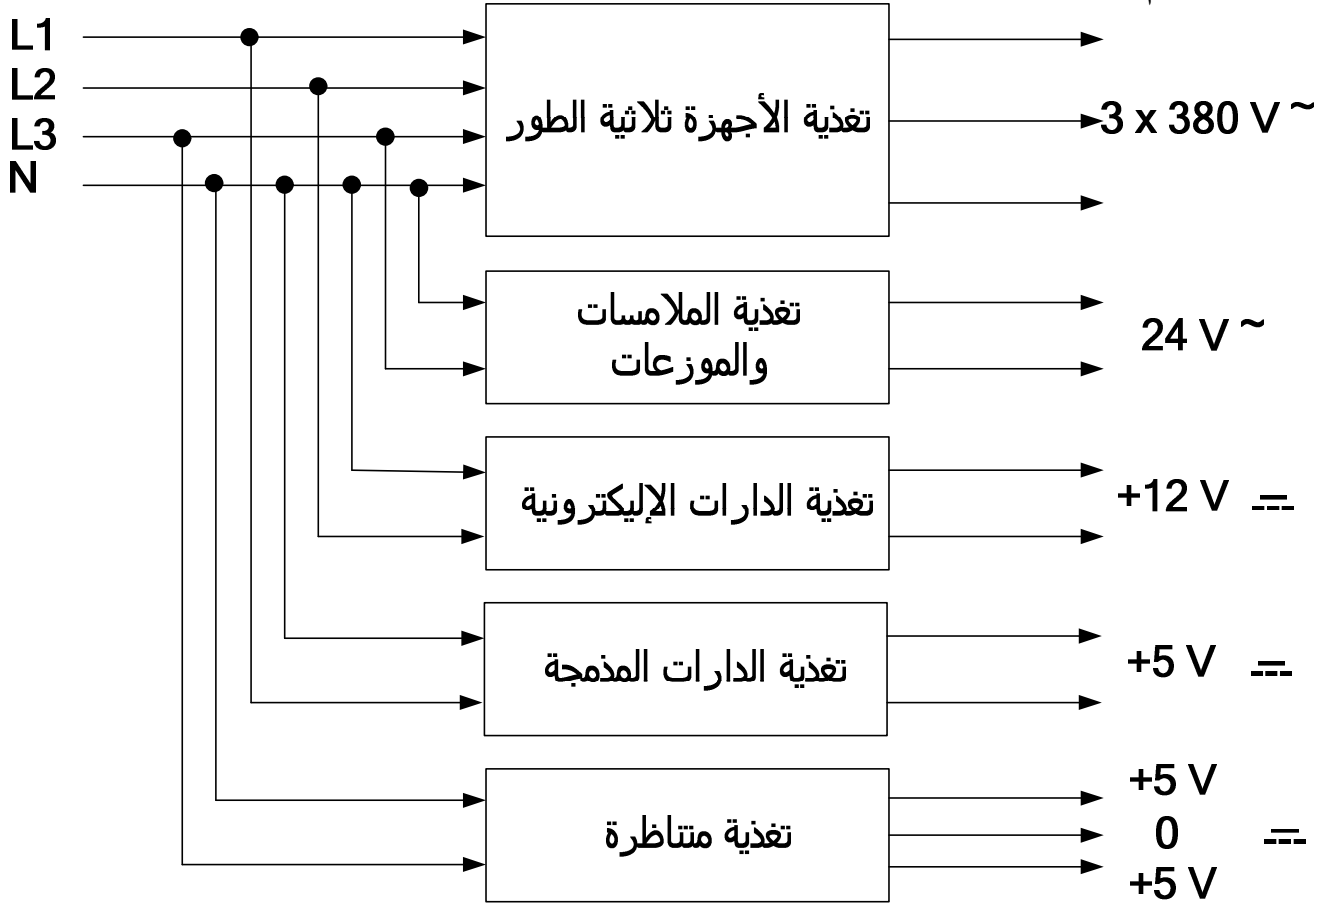 L1
L2
L3
N
تغذية الأجهزة ثلاثية الطور
3 x 380 V ~
تغذية الملامسات
والموزعات
24 V ~
تغذية الدارات الإليكترونية
+12 V ⎓
تغذية الدارات المذمجة
+5 V ⎓
تغذية متناظرة
+5 V
0 ⎓
+5 V